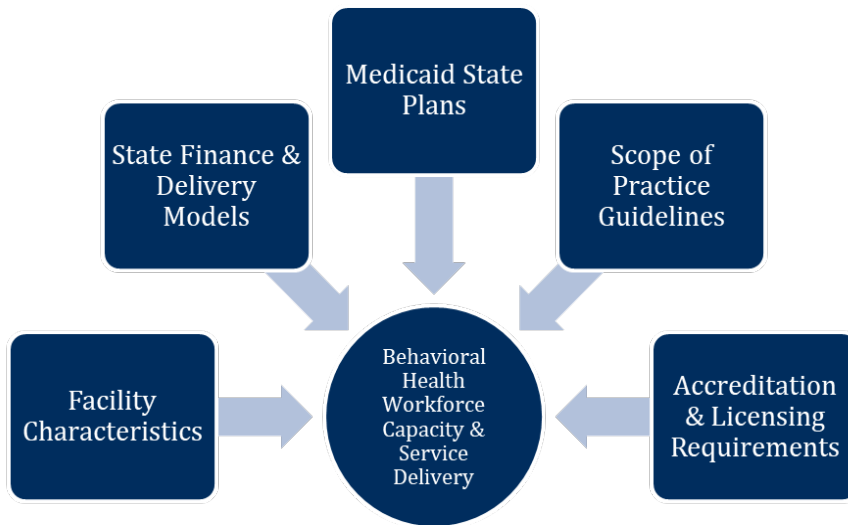 Medicaid State
Plans
State Finance &
Delivery
Models
Scope of
Practice
Guidelines
Facility
Characteristics
Behavioral
Health
Workforce
Capacity &
Service
Delivery
Accreditation
& Licensing
Requirements